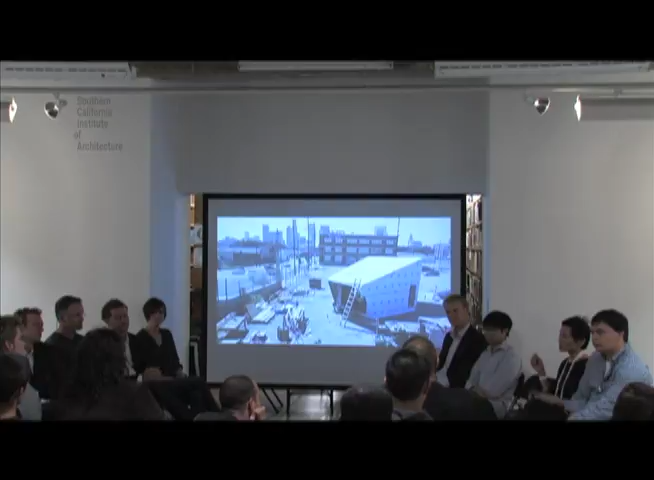 Southern
California
Institute
of
Architecture